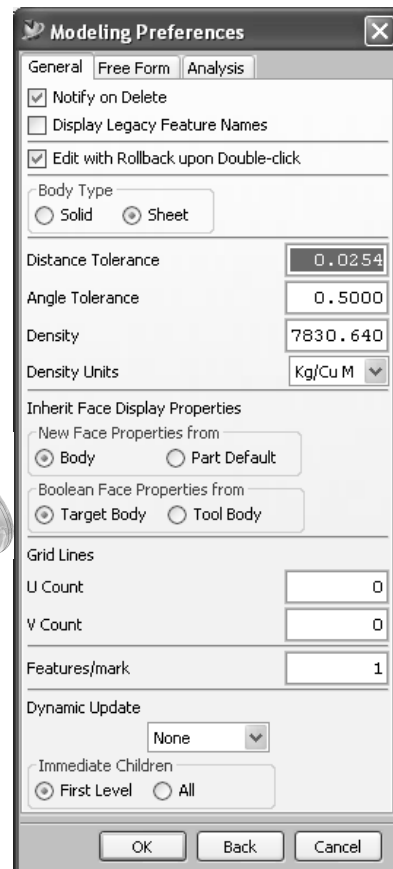 Modeling Preferences
General Free Form Analysis
Notify on Delete
Display Legacy Feature Names
Edit with Rollback upon Double-click
Body Type
Solid Sheet
Distance Tolerance 0.0254
Angle Tolerance 0.5000
Density 7830.640
Density Units Kg/Cu M
Inherit Face Display Properties
New Face Properties from
Body Part Default
Boolean Face Properties from
Target Body Tool Body
Grid Lines
U Count 0
V Count 0
Features/mark 1
Dynamic Update
None
Immediate Children
First Level All
OK Back Cancel